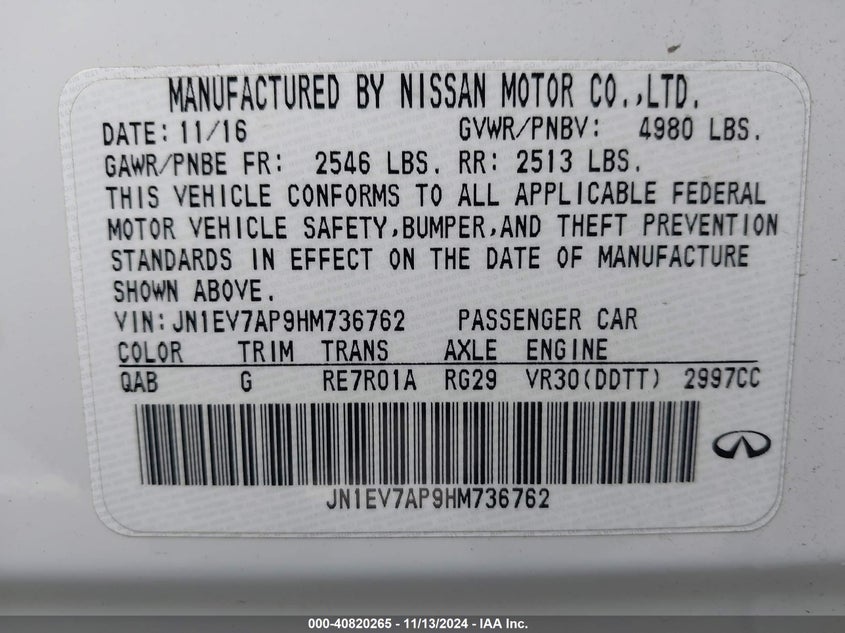 MANUFACTURED BY NISSAN MOTOR CO.,LTD.
DATE: 11/16 GVWR/PNBV: 4980 LBS.
GAWR/PNBE FR: 2546 LBS. RR: 2513 LBS.
THIS VEHICLE CONFORMS TO ALL APPLICABLE FEDERAL
MOTOR VEHICLE SAFETY,BUMPER,AND THEFT PREVENTION
STANDARDS IN EFFECT ON THE DATE OF MANUFACTURE
SHOWN ABOVE.
VIN:JN1EV7AP9HM736762 PASSENGER CAR
COLOR TRIM TRANS AXLE ENGINE
QAB G RE7R01A RG29 VR30(DDTT) 2997CC
JN1EV7AP9HM736762
000-40820265 - 11/13/2024 - IAA Inc.